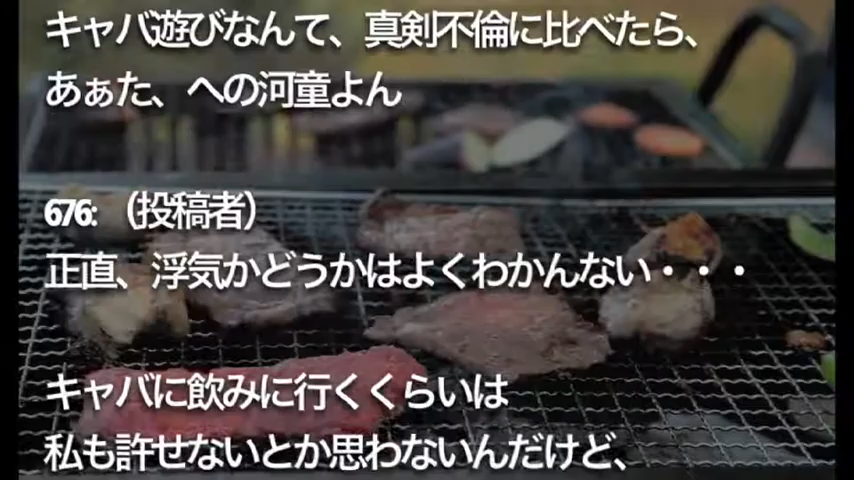 キャバ遊びなんて、真剣不倫に比べたら、
あぁた、への河童よん
676: （投稿者）
正直、浮気かどうかはよくわかんない・・・
キャバに飲みに行くくらいは
私も許せないとか思わないんだけど、